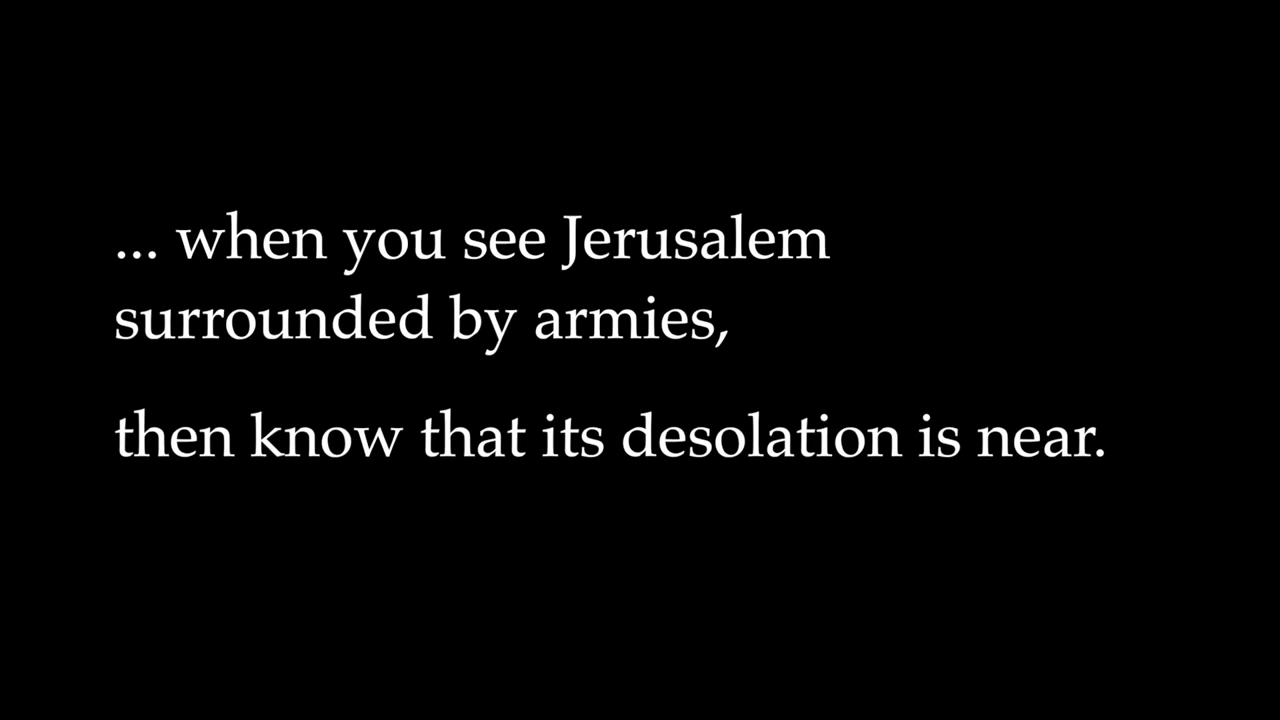 ... when you see Jerusalem
surrounded by armies,
then know that its desolation is near.